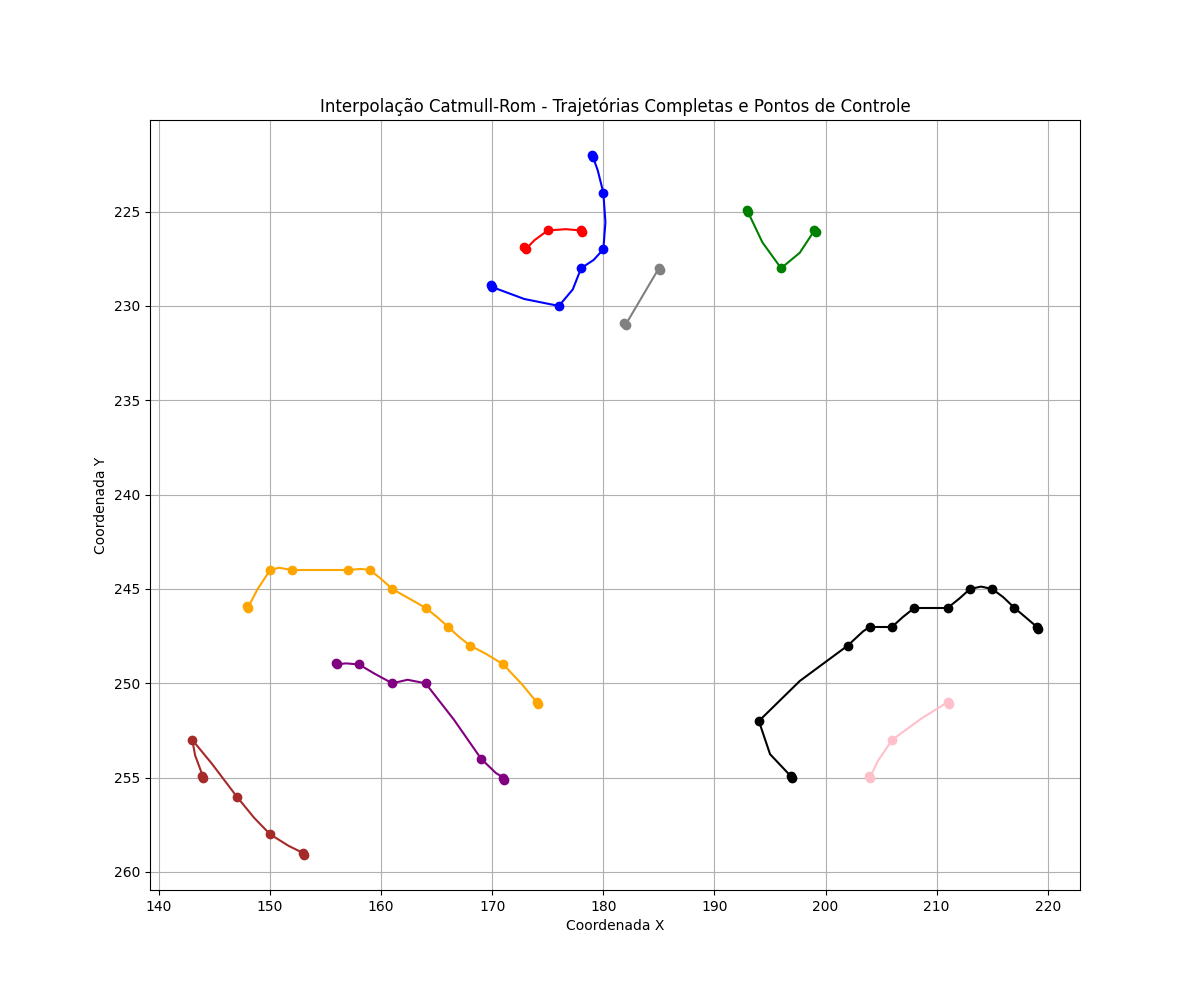 Interpolação Catmull-Rom - Trajetórias Completas e Pontos de Controle
Coordenada Y
225
230
235
240
245
250
255
260
140 150 160 170 180 190 200 210 220
Coordenada X